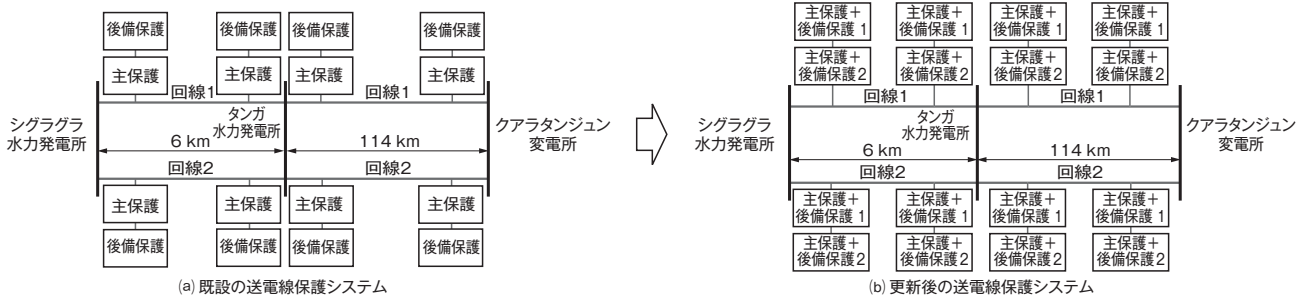 後備保護 後備保護 後備保護 後備保護
主保護 主保護 主保護 主保護
回線1 回線1
シグラグラ
水力発電所
タンガ
水力発電所
クアラタンジュン
変電所
6 km 114 km
回線2 回線2
主保護 主保護 主保護 主保護
後備保護 後備保護 後備保護 後備保護
(a) 既設の送電線保護システム
主保護+ 主保護+ 主保護+ 主保護+
後備保護 1 後備保護 1 後備保護 1 後備保護 1
主保護+ 主保護+ 主保護+ 主保護+
後備保護2 後備保護2 後備保護2 後備保護2
回線1 回線1
シグラグラ
水力発電所
タンガ
水力発電所
クアラタンジュン
変電所
6 km 114 km
回線2 回線2
主保護+ 主保護+ 主保護+ 主保護+
後備保護 1 後備保護 1 後備保護 1 後備保護 1
主保護+ 主保護+ 主保護+ 主保護+
後備保護2 後備保護2 後備保護2 後備保護2
(b) 更新後の送電線保護システム